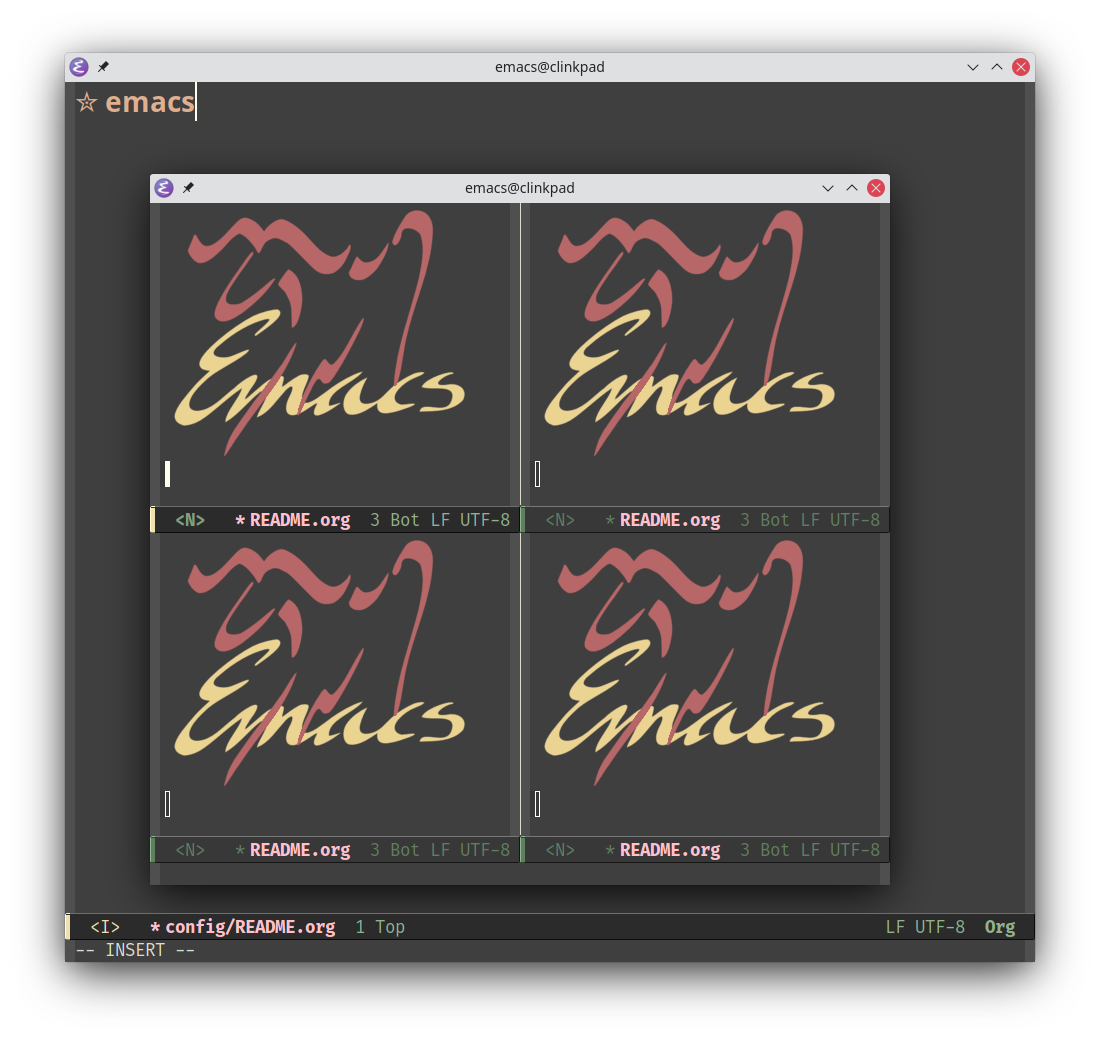 emacs@clinkpad
☆ emacs
emacs@clinkpad
Emacs
Emacs
<N> * README.org 3 Bot LF UTF-8
<N> * README.org 3 Bot LF UTF-8
Emacs
Emacs
<N> * README.org 3 Bot LF UTF-8
<N> * README.org 3 Bot LF UTF-8
<I> * config/README.org 1 Top LF UTF-8 Org
-- INSERT --